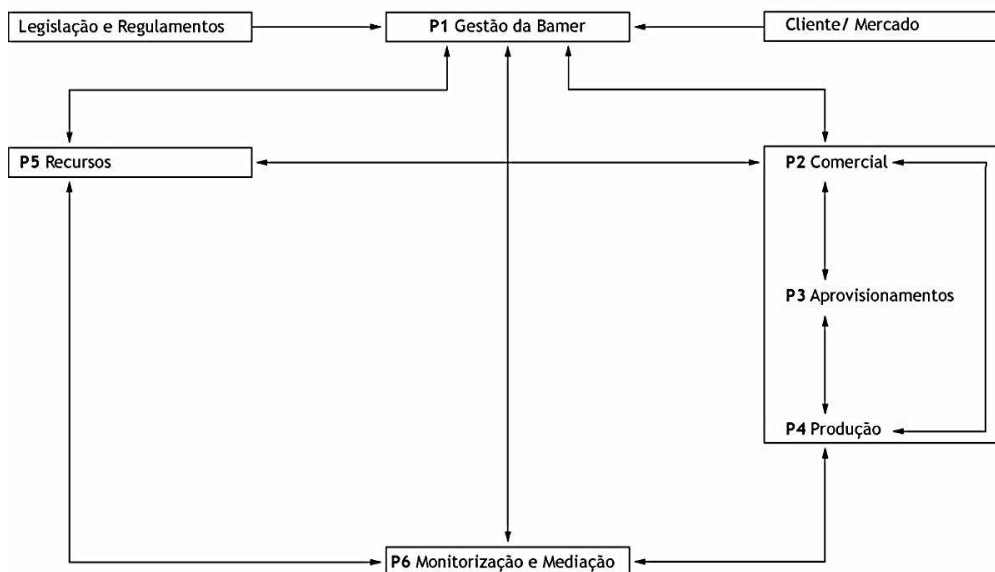 Legislação e Regulamentos
P1 Gestão da Bamer
Cliente/ Mercado
P5 Recursos
P2 Comercial
P3 Aprovisionamentos
P4 Produção
P6 Monitorização e Mediação